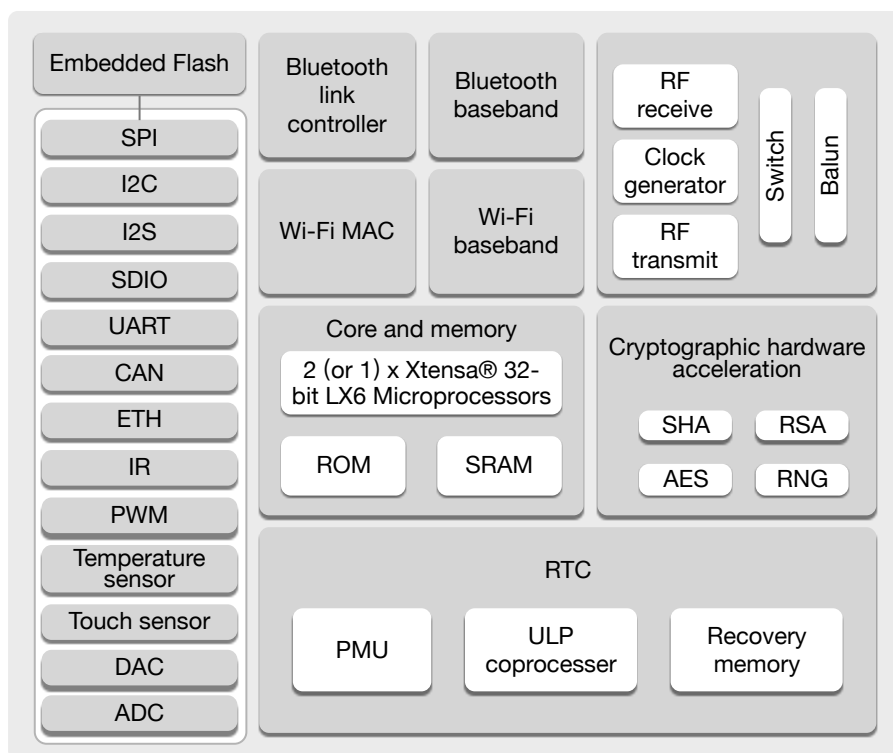 Embedded Flash
SPI
I2C
I2S
SDIO
UART
CAN
ETH
IR
PWM
Temperature
sensor
Touch sensor
DAC
ADC
Bluetooth
link
controller
Bluetooth
baseband
Wi-Fi MAC
Wi-Fi
baseband
RF
receive
Clock
generator
RF
transmit
Switch
Balun
Core and memory
2 (or 1) x Xtensa® 32-
bit LX6 Microprocessors
ROM
SRAM
Cryptographic hardware
acceleration
SHA
RSA
AES
RNG
RTC
PMU
ULP
coprocesser
Recovery
memory